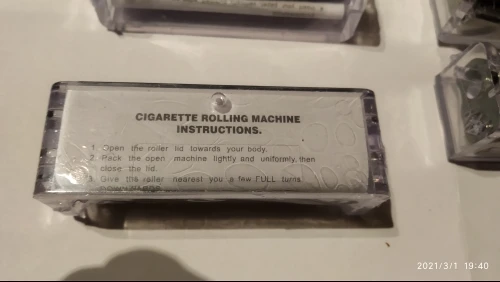 CIGARETTE ROLLING MACHINE
INSTRUCTIONS.
1. Open the roller lid towards your body.
2. Pack the open machine lightly and uniformly, then
close the lid.
3. Give the roller nearest you a few FULL turns.
2021/3/1 19:40